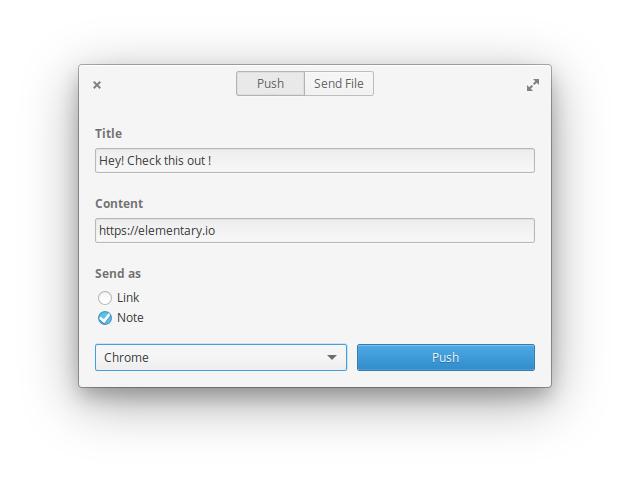 Push Send File
Title
Hey! Check this out !
Content
https://elementary.io
Send as
Link
Note
Chrome Push